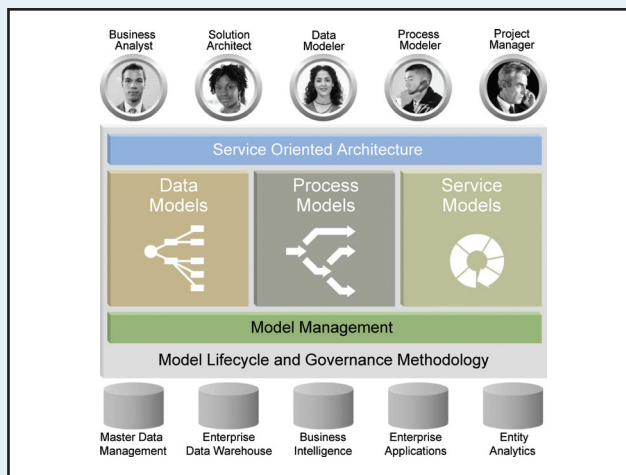 Business
Analyst
Solution
Architect
Data
Modeler
Process
Modeler
Project
Manager
Service Oriented Architecture
Data
Models
Process
Models
Service
Models
Model Management
Model Lifecycle and Governance Methodology
Master Data
Management
Enterprise
Data Warehouse
Business
Intelligence
Enterprise
Applications
Entity
Analytics